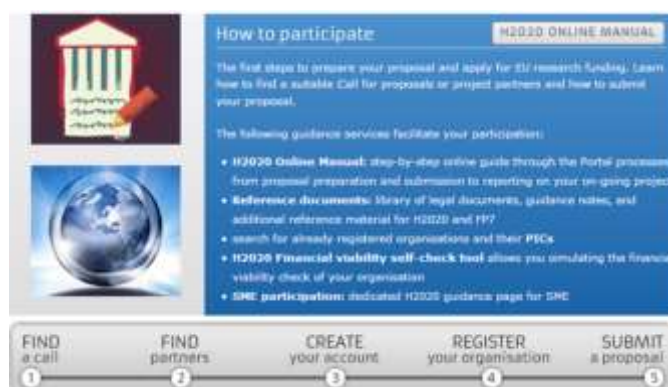 How to participate
H2020 ONLINE MANUAL
The first steps to prepare your proposal and apply for EU research funding. Learn
how to find a suitable Call for proposals or project partners and how to submit
your proposal.
The following guidance services facilitate your participation:
• H2020 Online Manual: step-by-step online guide through the Portal processes
from proposal preparation and submission to reporting on your on-going project
• Reference documents: library of legal documents, guidance notes, and
additional reference material for H2020 and FP7
• search for already registered organisations and their PICs
• H2020 Financial viability self-check tool allows you simulating the financia
viability check of your organisation
• SME participation: dedicated H2020 guidance page for SME
FIND
a call
1
FIND
partners
2
CREATE
your account
3
REGISTER
your organisation
4
SUBMIT
a proposal
5